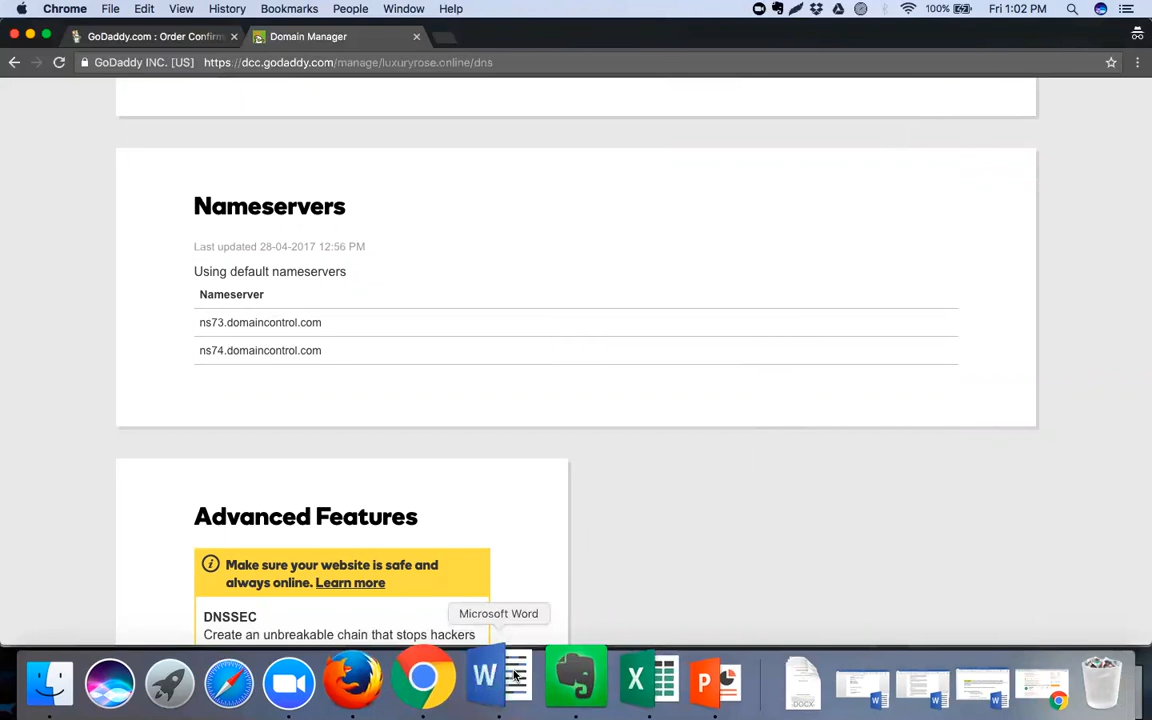 Chrome File Edit View History Bookmarks People Window Help 100% Fri 1:02 PM
GoDaddy.com : Order Confirm Domain Manager
GoDaddy INC. [US] https://dcc.godaddy.com/manage/luxuryrose.online/dns
Nameservers
Last updated 28-04-2017 12:56 PM
Using default nameservers
Nameserver
ns73.domaincontrol.com
ns74.domaincontrol.com
Advanced Features
Make sure your website is safe and
always online. Learn more
DNSSEC
Create an unbreakable chain that stops hackers
Microsoft Word
W
X
P
DOCX